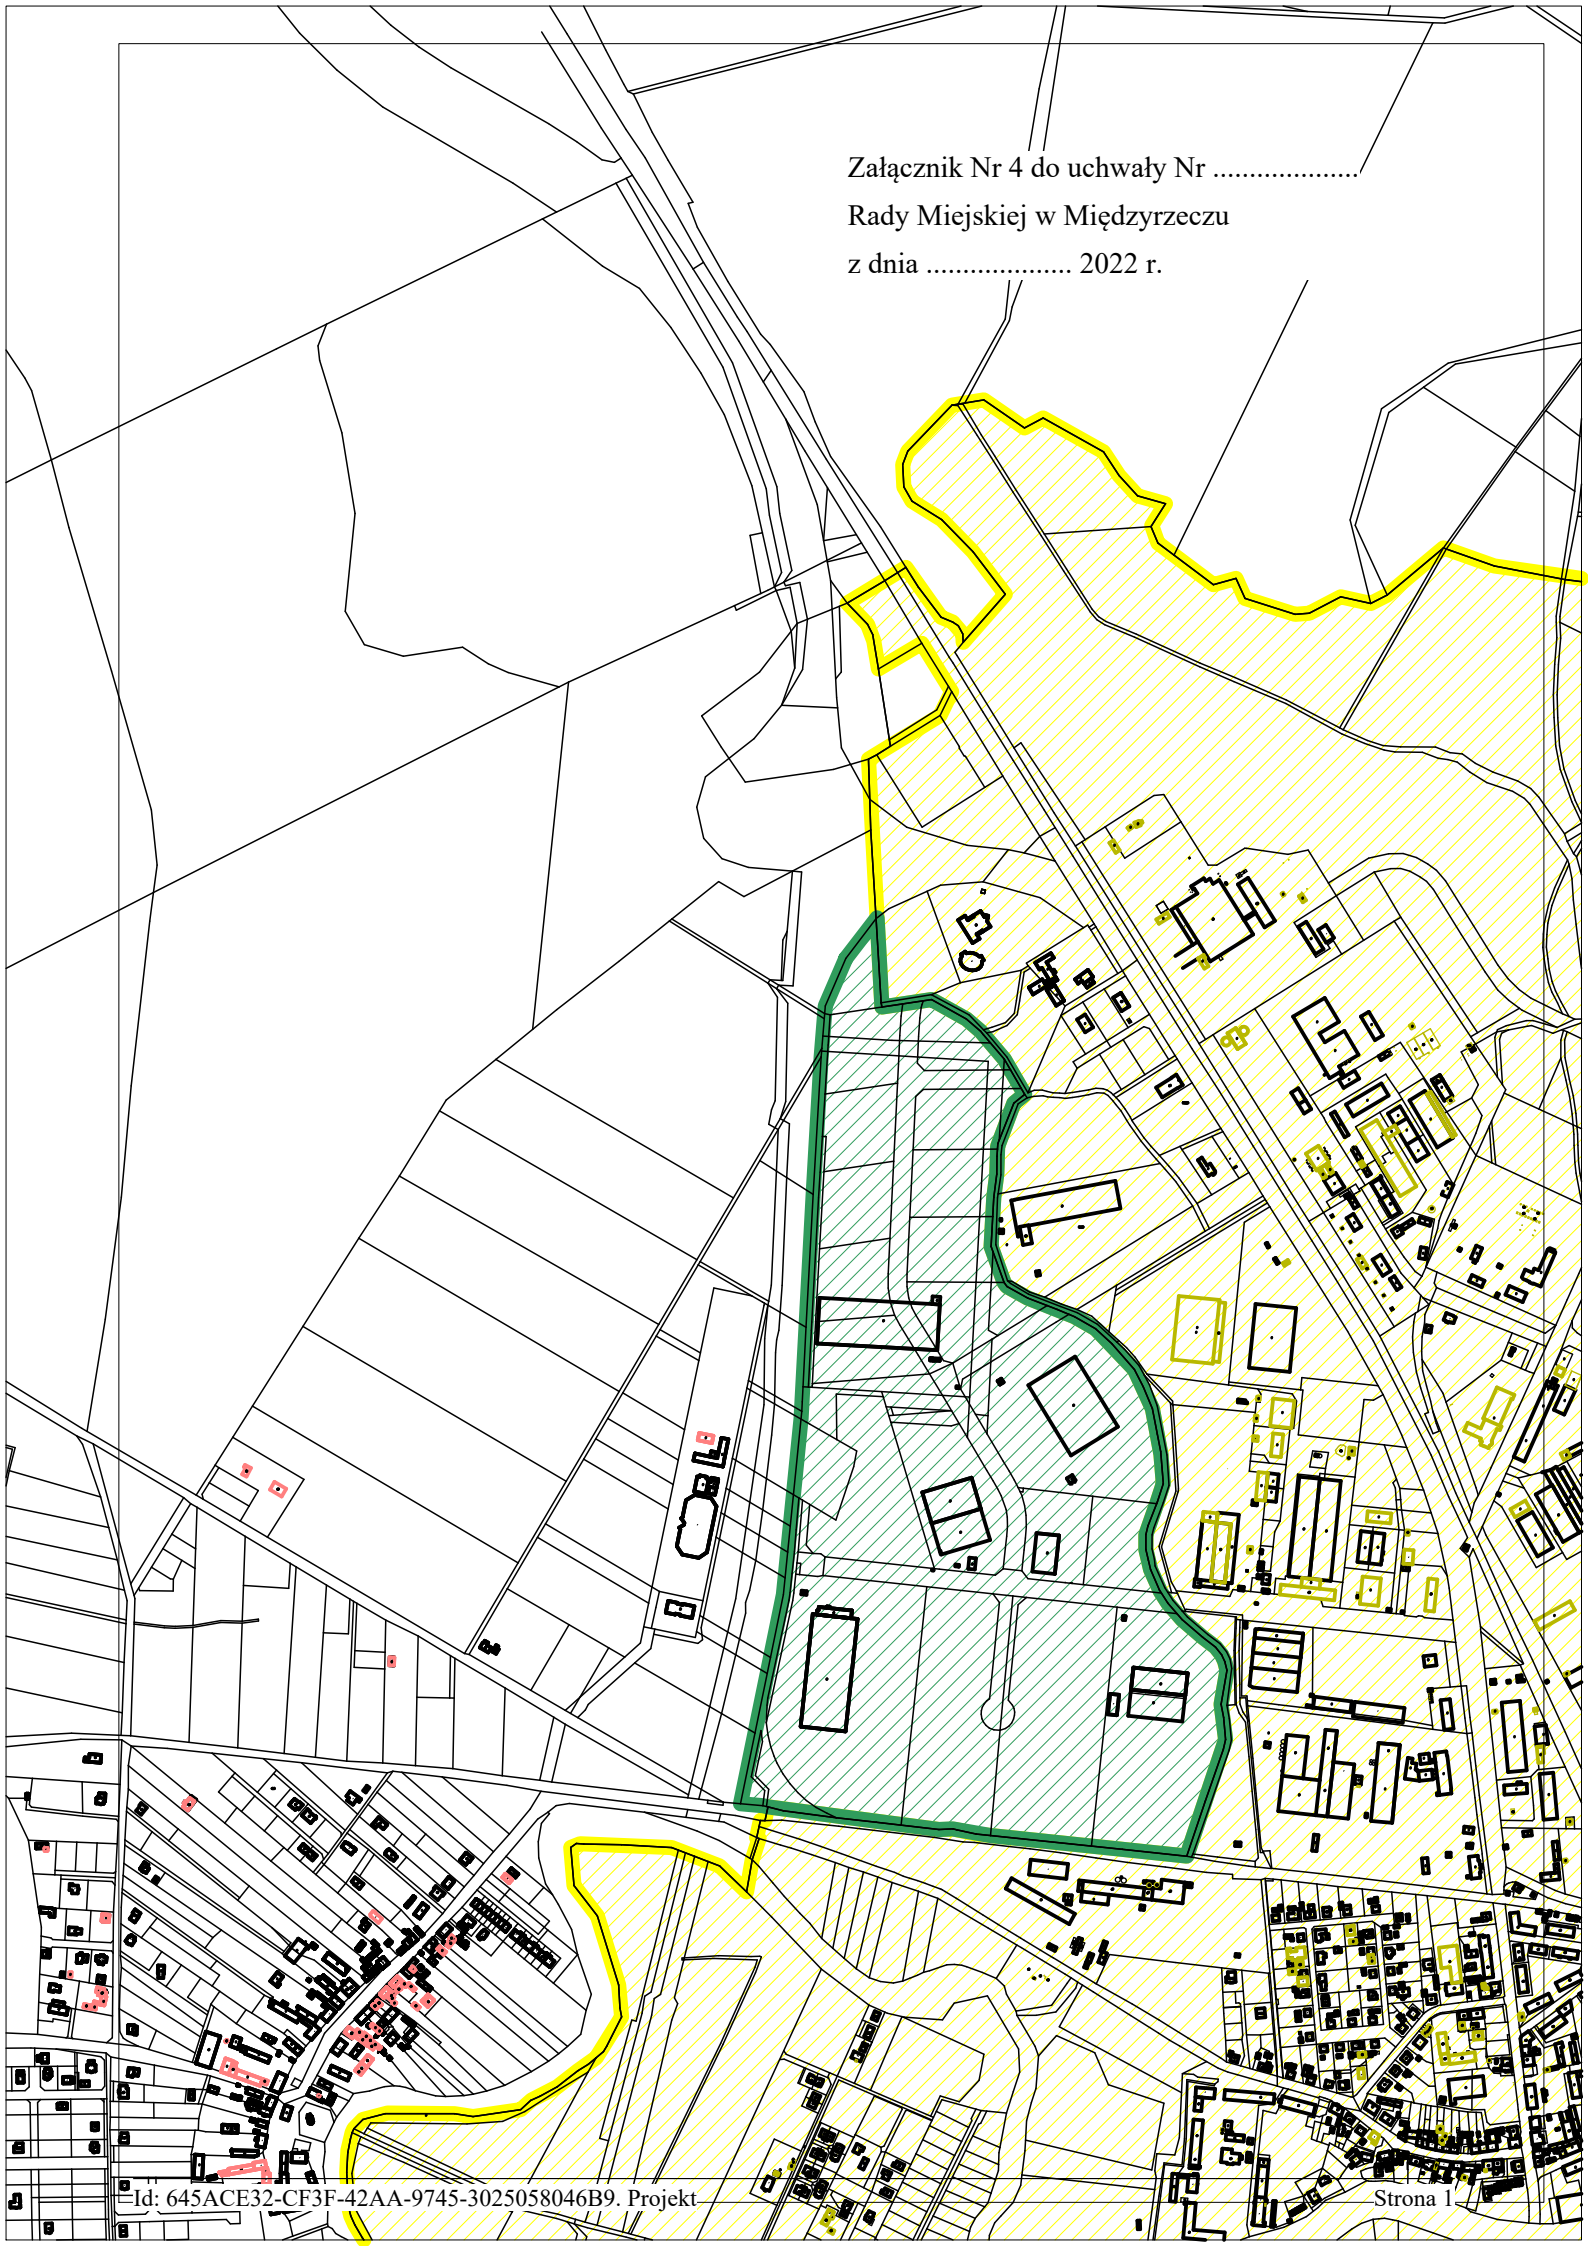 Załącznik Nr 4 do uchwały Nr ....................
Rady Miejskiej w Międzyrzeczu
z dnia .................... 2022 r.
Id: 645ACE32-CF3F-42AA-9745-3025058046B9. Projekt
Strona 1